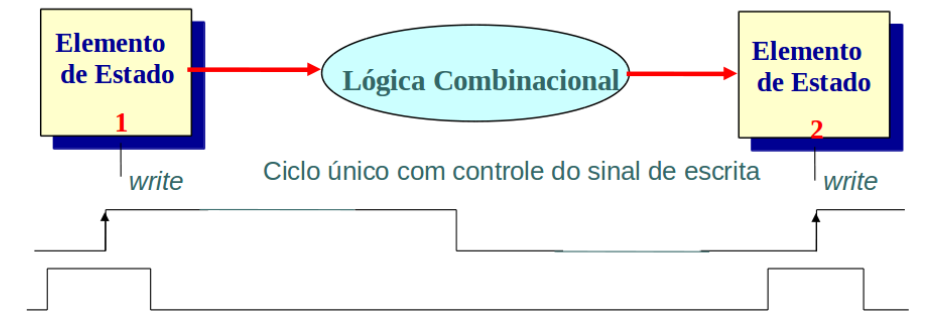 Elemento
de Estado
1
Lógica Combinacional
Elemento
de Estado
2
write
Ciclo único com controle do sinal de escrita
write